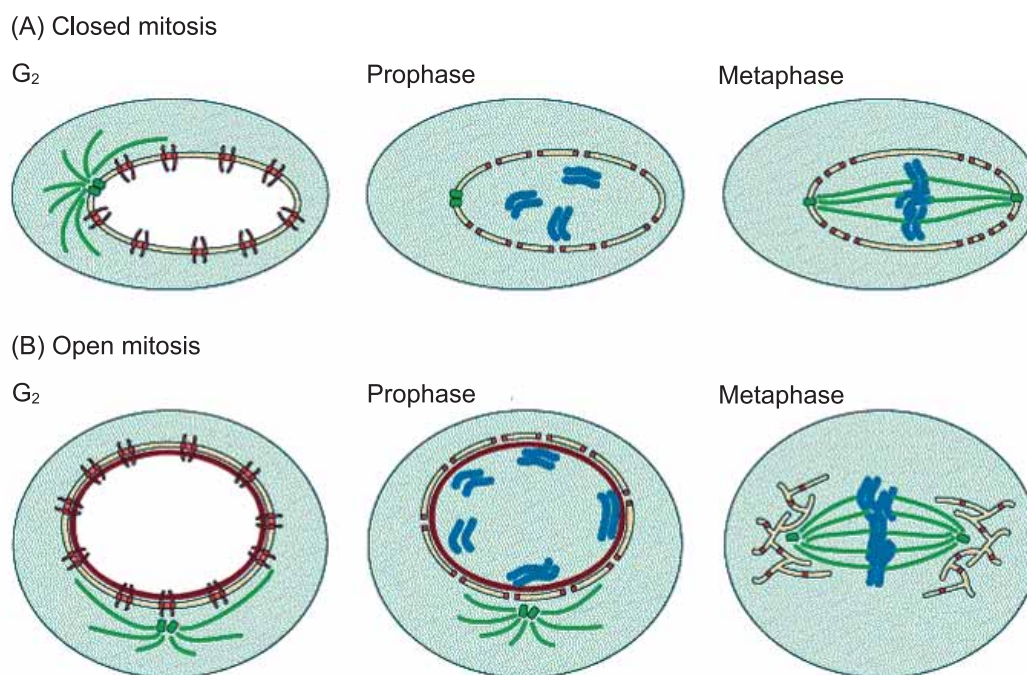 (A) Closed mitosis
G₂ Prophase Metaphase
(B) Open mitosis
G₂ Prophase Metaphase